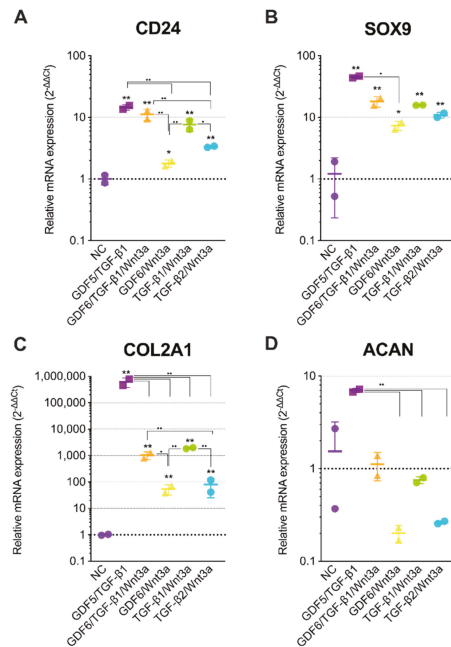 A
CD24
Relative mRNA expression (2-ΔΔCt)
100
10
1
0.1
**
**
**
**
**
*
**
**
**
*
**
NC
GDF5/TGF-β1
GDF6/TGF-β1/Wnt3a
GDF6/Wnt3a
TGF-β1/Wnt3a
TGF-β2/Wnt3a
B
SOX9
Relative mRNA expression (2-ΔΔCt)
100
10
1
0.1
**
*
**
*
**
**
NC
GDF5/TGF-β1
GDF6/TGF-β1/Wnt3a
GDF6/Wnt3a
TGF-β1/Wnt3a
TGF-β2/Wnt3a
C
COL2A1
Relative mRNA expression (2-ΔΔCt)
1,000,000
100,000
10,000
1,000
100
10
1
**
**
**
**
*
**
**
**
**
**
NC
GDF5/TGF-β1
GDF6/TGF-β1/Wnt3a
GDF6/Wnt3a
TGF-β1/Wnt3a
TGF-β2/Wnt3a
D
ACAN
Relative mRNA expression (2-ΔΔCt)
10
1
0.1
**
NC
GDF5/TGF-β1
GDF6/TGF-β1/Wnt3a
GDF6/Wnt3a
TGF-β1/Wnt3a
TGF-β2/Wnt3a